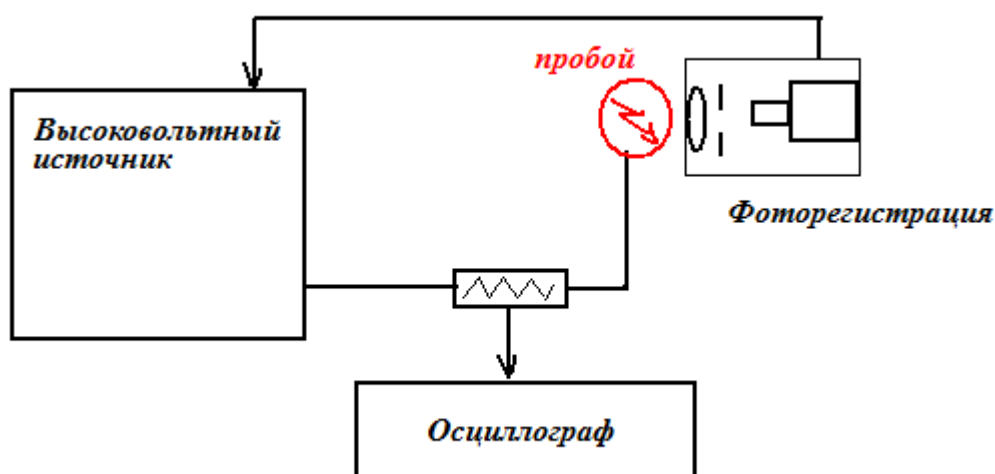 пробой
Высоковольтный
источник
Фоторегистрация
Осциллограф